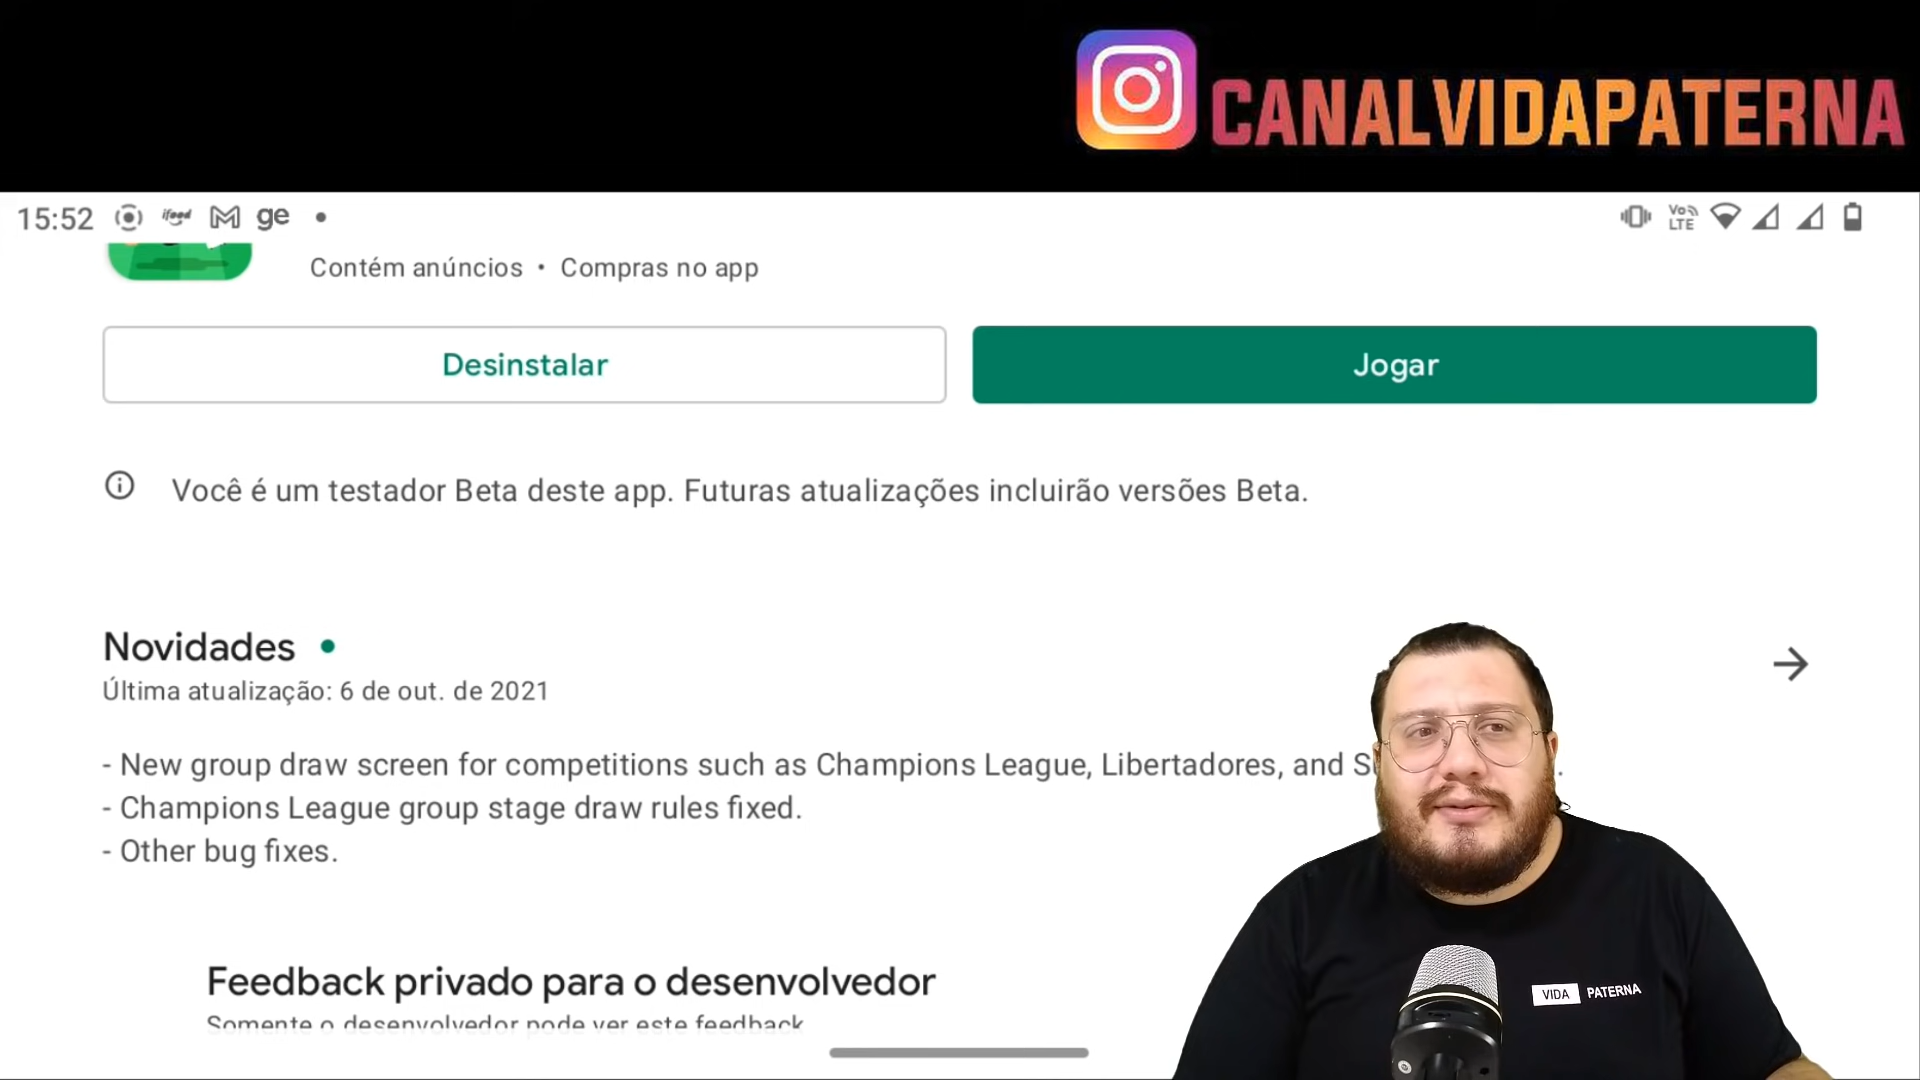 CANALVIDAPATERNA
15:52 ifood ge VoLTE
Contém anúncios • Compras no app
Desinstalar
Jogar
Você é um testador Beta deste app. Futuras atualizações incluirão versões Beta.
Novidades
Última atualização: 6 de out. de 2021
- New group draw screen for competitions such as Champions League, Libertadores, and
- Champions League group stage draw rules fixed.
- Other bug fixes.
Feedback privado para o desenvolvedor
Somente o desenvolvedor pode ver este feedback
VIDA PATERNA